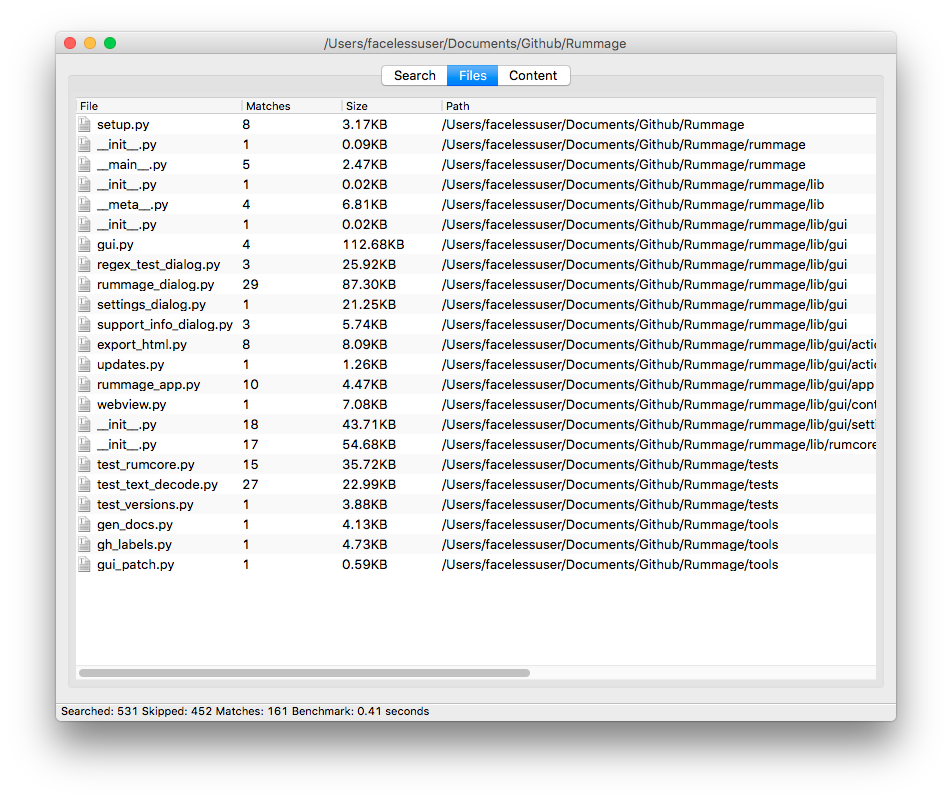 /Users/facelessuser/Documents/Github/Rummage
Search Files Content
File Matches Size Path
setup.py 8 3.17KB /Users/facelessuser/Documents/Github/Rummage
__init__.py 1 0.09KB /Users/facelessuser/Documents/Github/Rummage/rummage
__main__.py 5 2.47KB /Users/facelessuser/Documents/Github/Rummage/rummage
__init__.py 1 0.02KB /Users/facelessuser/Documents/Github/Rummage/rummage/lib
__meta__.py 4 6.81KB /Users/facelessuser/Documents/Github/Rummage/rummage/lib
__init__.py 1 0.02KB /Users/facelessuser/Documents/Github/Rummage/rummage/lib/gui
gui.py 4 112.68KB /Users/facelessuser/Documents/Github/Rummage/rummage/lib/gui
regex_test_dialog.py 3 25.92KB /Users/facelessuser/Documents/Github/Rummage/rummage/lib/gui
rummage_dialog.py 29 87.30KB /Users/facelessuser/Documents/Github/Rummage/rummage/lib/gui
settings_dialog.py 1 21.25KB /Users/facelessuser/Documents/Github/Rummage/rummage/lib/gui
support_info_dialog.py 3 5.74KB /Users/facelessuser/Documents/Github/Rummage/rummage/lib/gui
export_html.py 8 8.09KB /Users/facelessuser/Documents/Github/Rummage/rummage/lib/gui/actic
updates.py 1 1.26KB /Users/facelessuser/Documents/Github/Rummage/rummage/lib/gui/actic
rummage_app.py 10 4.47KB /Users/facelessuser/Documents/Github/Rummage/rummage/lib/gui/app
webview.py 1 7.08KB /Users/facelessuser/Documents/Github/Rummage/rummage/lib/gui/cont
__init__.py 18 43.71KB /Users/facelessuser/Documents/Github/Rummage/rummage/lib/gui/setti
__init__.py 17 54.68KB /Users/facelessuser/Documents/Github/Rummage/rummage/lib/rumcore
test_rumcore.py 15 35.72KB /Users/facelessuser/Documents/Github/Rummage/tests
test_text_decode.py 27 22.99KB /Users/facelessuser/Documents/Github/Rummage/tests
test_versions.py 1 3.88KB /Users/facelessuser/Documents/Github/Rummage/tests
gen_docs.py 1 4.13KB /Users/facelessuser/Documents/Github/Rummage/tools
gh_labels.py 1 4.73KB /Users/facelessuser/Documents/Github/Rummage/tools
gui_patch.py 1 0.59KB /Users/facelessuser/Documents/Github/Rummage/tools
Searched: 531 Skipped: 452 Matches: 161 Benchmark: 0.41 seconds